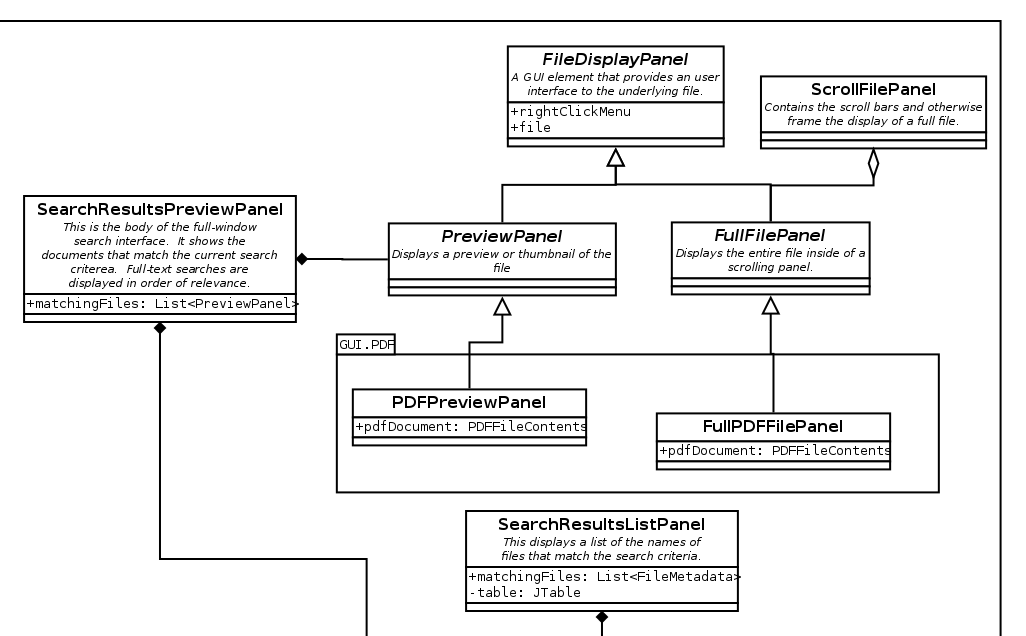 FileDisplayPanel
A GUI element that provides an user
interface to the underlying file.
+rightClickMenu
+file
ScrollFilePanel
Contains the scroll bars and otherwise
frame the display of a full file.
SearchResultsPreviewPanel
This is the body of the full-window
search interface.  It shows the
documents that match the current search
criterea.  Full-text searches are
displayed in order of relevance.
+matchingFiles: List<PreviewPanel>
PreviewPanel
Displays a preview or thumbnail of the
file
FullFilePanel
Displays the entire file inside of a
scrolling panel.
GUI.PDF
PDFPreviewPanel
+pdfDocument: PDFFileContents
FullPDFFilePanel
+pdfDocument: PDFFileContents
SearchResultsListPanel
This displays a list of the names of
files that match the search criteria.
+matchingFiles: List<FileMetadata>
-table: JTable